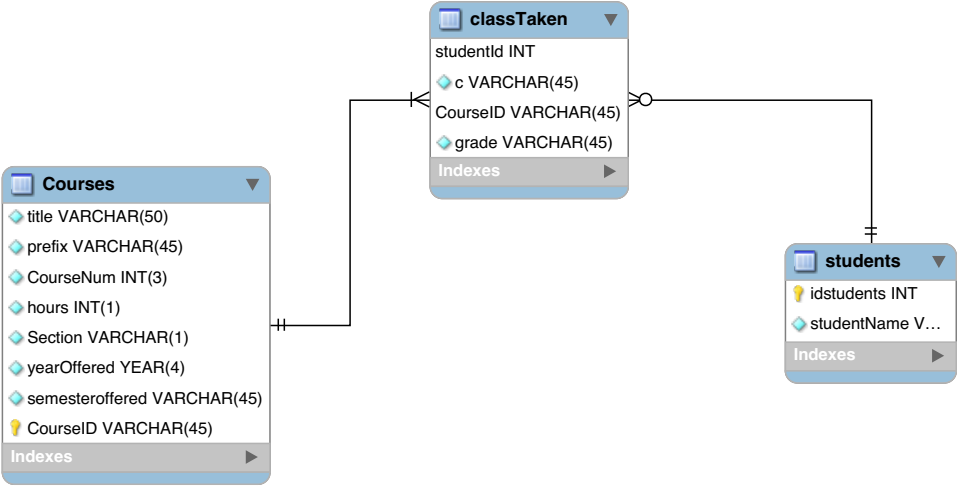 classTaken
studentId INT
c VARCHAR(45)
CourseID VARCHAR(45)
grade VARCHAR(45)
Indexes
Courses
title VARCHAR(50)
prefix VARCHAR(45)
CourseNum INT(3)
hours INT(1)
Section VARCHAR(1)
yearOffered YEAR(4)
semesteroffered VARCHAR(45)
CourseID VARCHAR(45)
Indexes
students
idstudents INT
studentName V...
Indexes